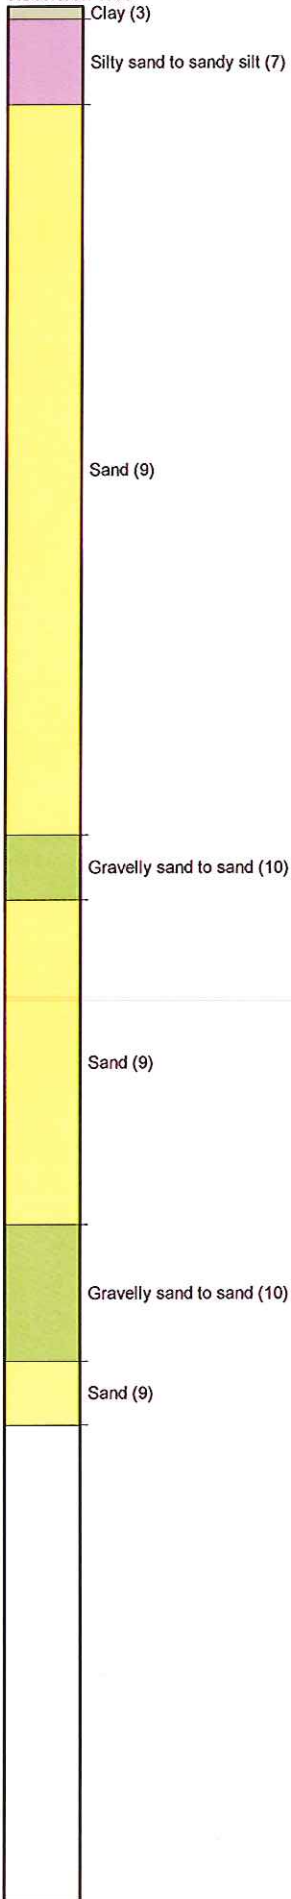 Clay (3)
Silty sand to sandy silt (7)
Sand (9)
Gravelly sand to sand (10)
Sand (9)
Gravelly sand to sand (10)
Sand (9)